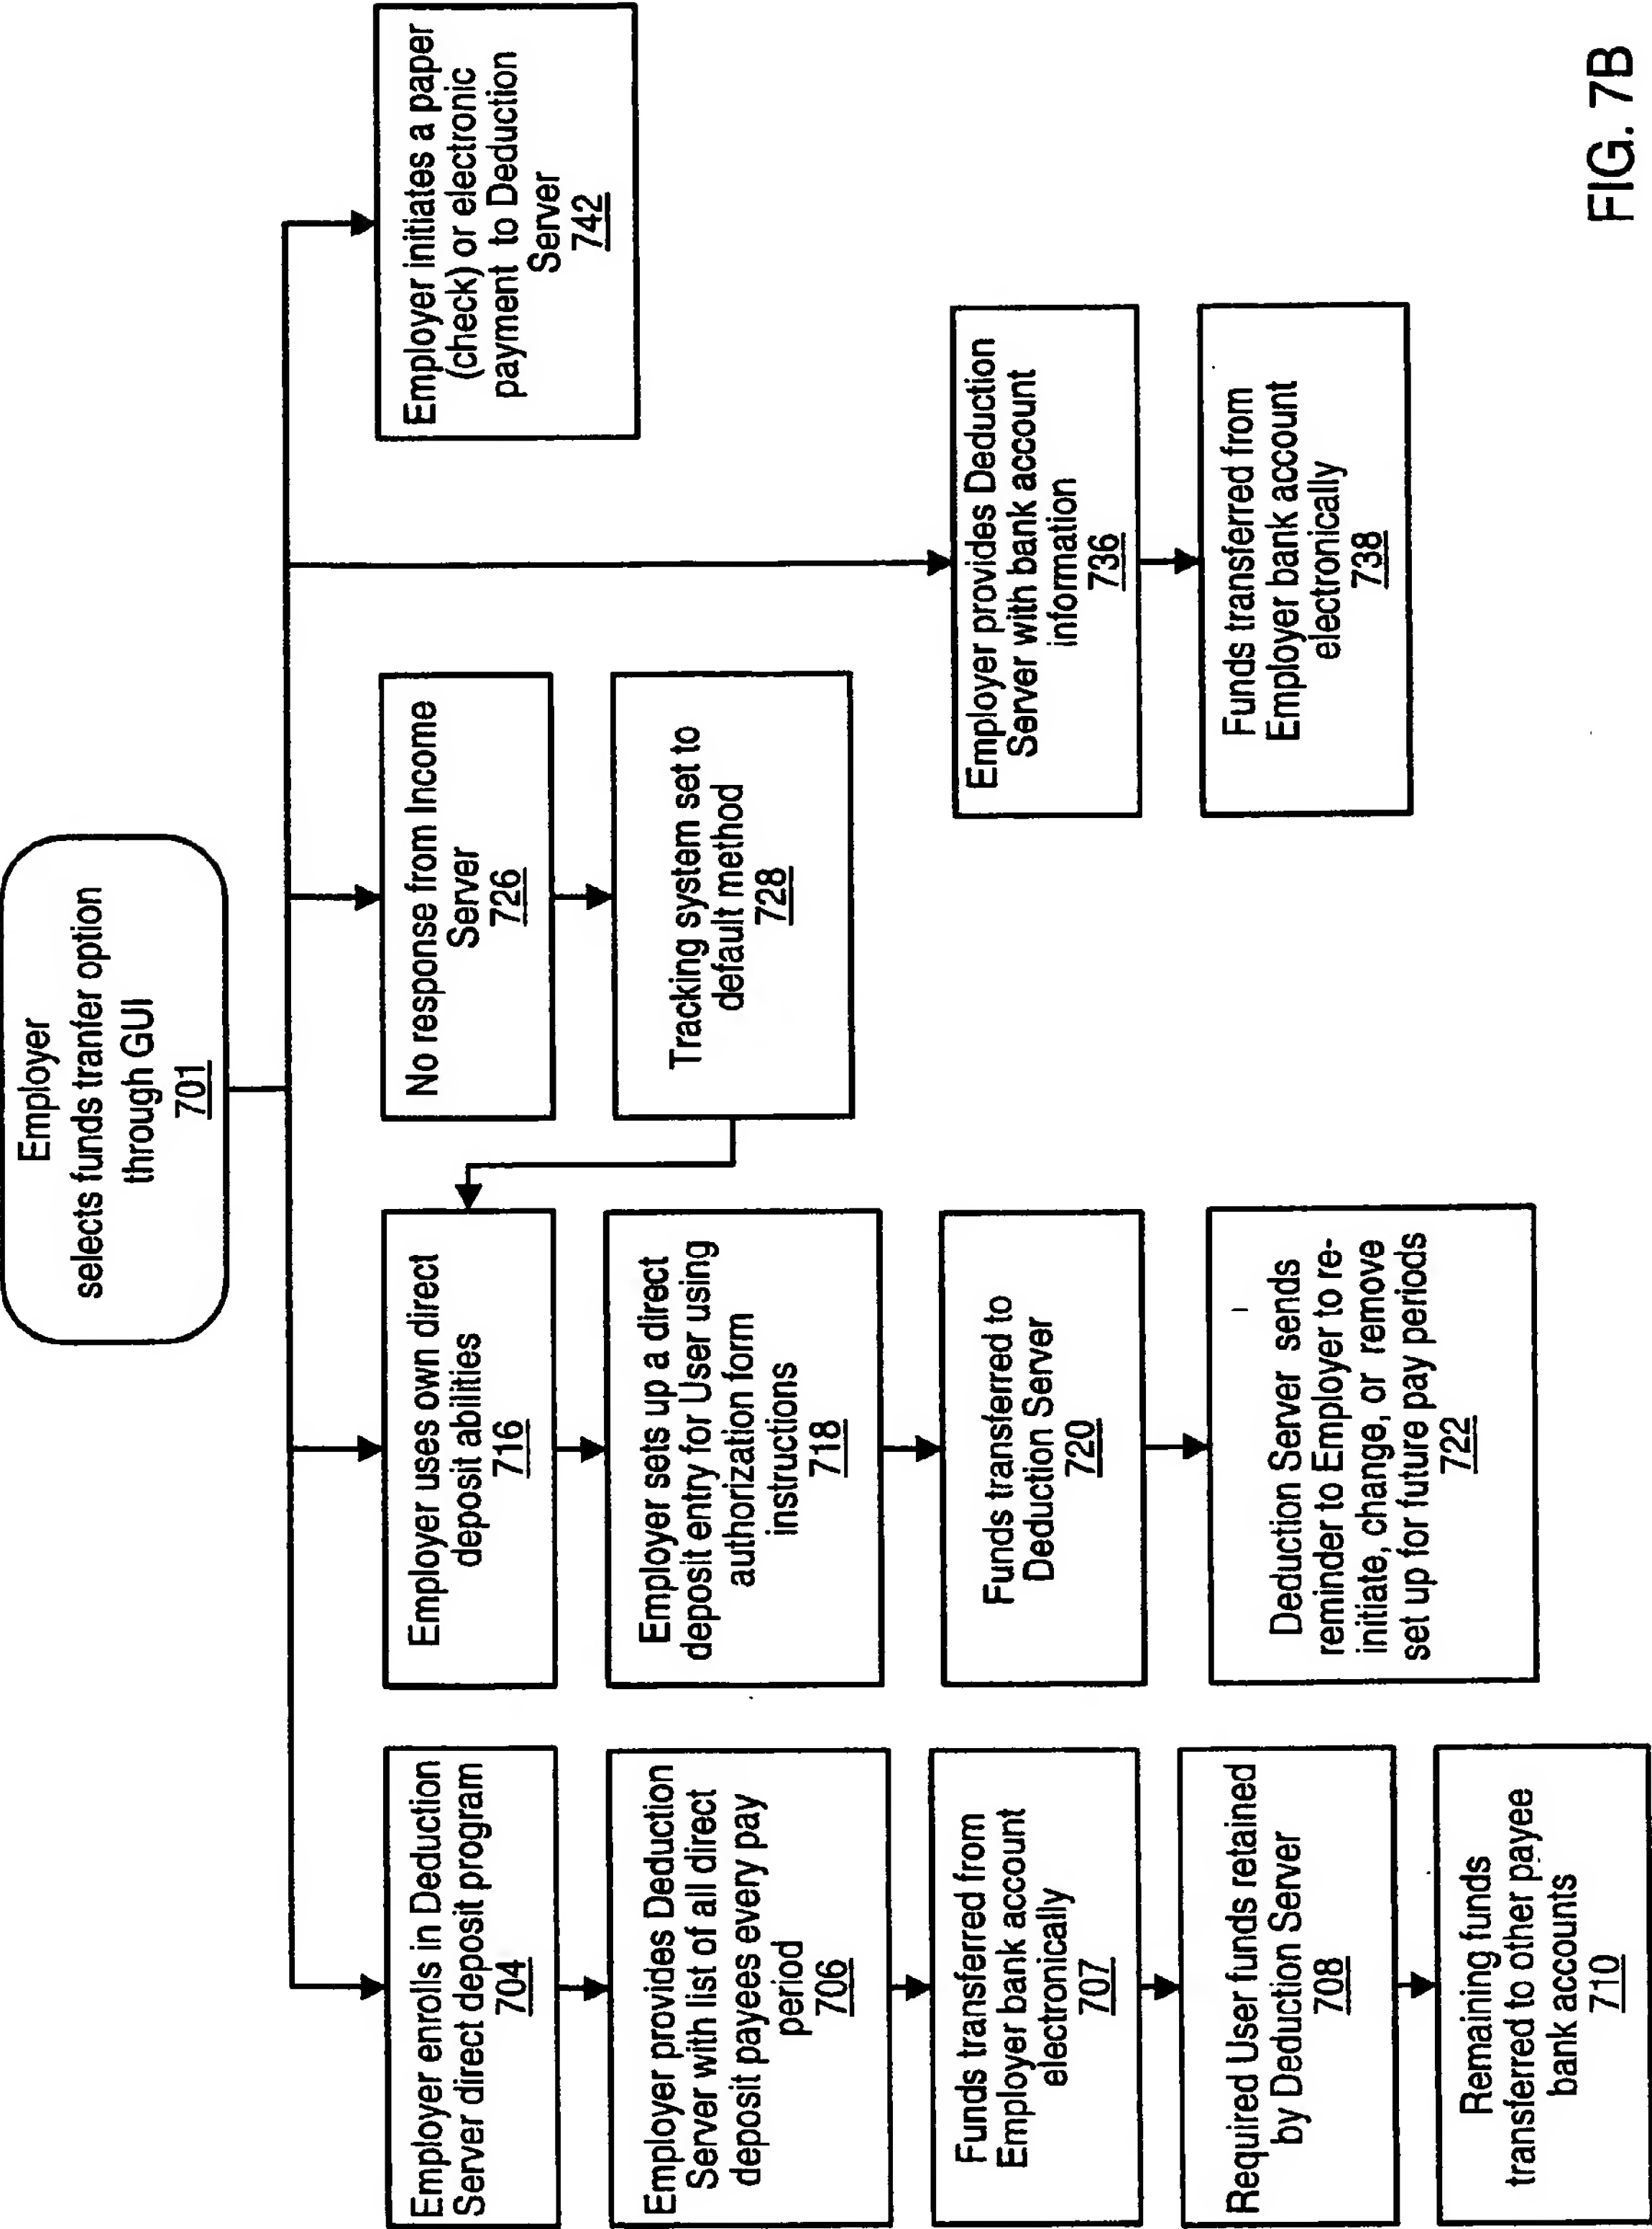 Employer
selects funds tranfer option
through GUI
701
Employer enrolls in Deduction
Server direct deposit program
704
Employer provides Deduction
Server with list of all direct
deposit payees every pay
period
706
Funds transferred from
Employer bank account
electronically
707
Required User funds retained
by Deduction Server
708
Remaining funds
transferred to other payee
bank accounts
710
Employer uses own direct
deposit abilities
716
Employer sets up a direct
deposit entry for User using
authorization form
instructions
718
Funds transferred to
Deduction Server
720
Deduction Server sends
reminder to Employer to re-
initiate, change, or remove
set up for future pay periods
722
No response from Income
Server
726
Tracking system set to
default method
728
Employer provides Deduction
Server with bank account
information
736
Funds transferred from
Employer bank account
electronically
738
Employer initiates a paper
(check) or electronic
payment to Deduction
Server
742
FIG. 7B